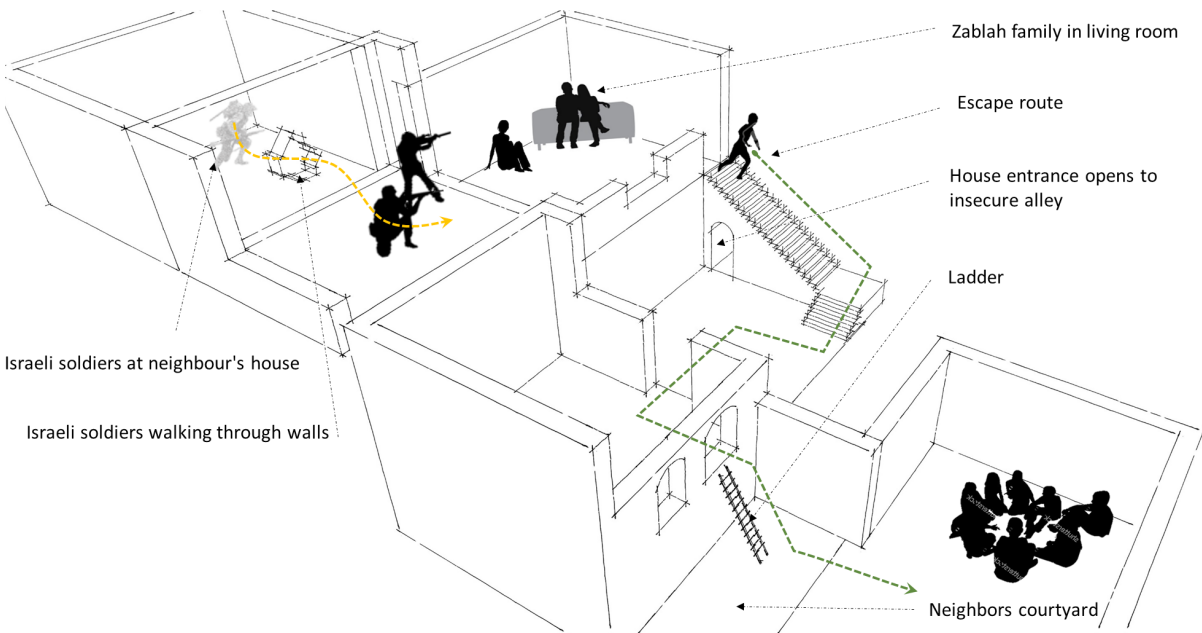 Zablah family in living room
Escape route
House entrance opens to
insecure alley
Ladder
Israeli soldiers at neighbour's house
Israeli soldiers walking through walls
Neighbors courtyard